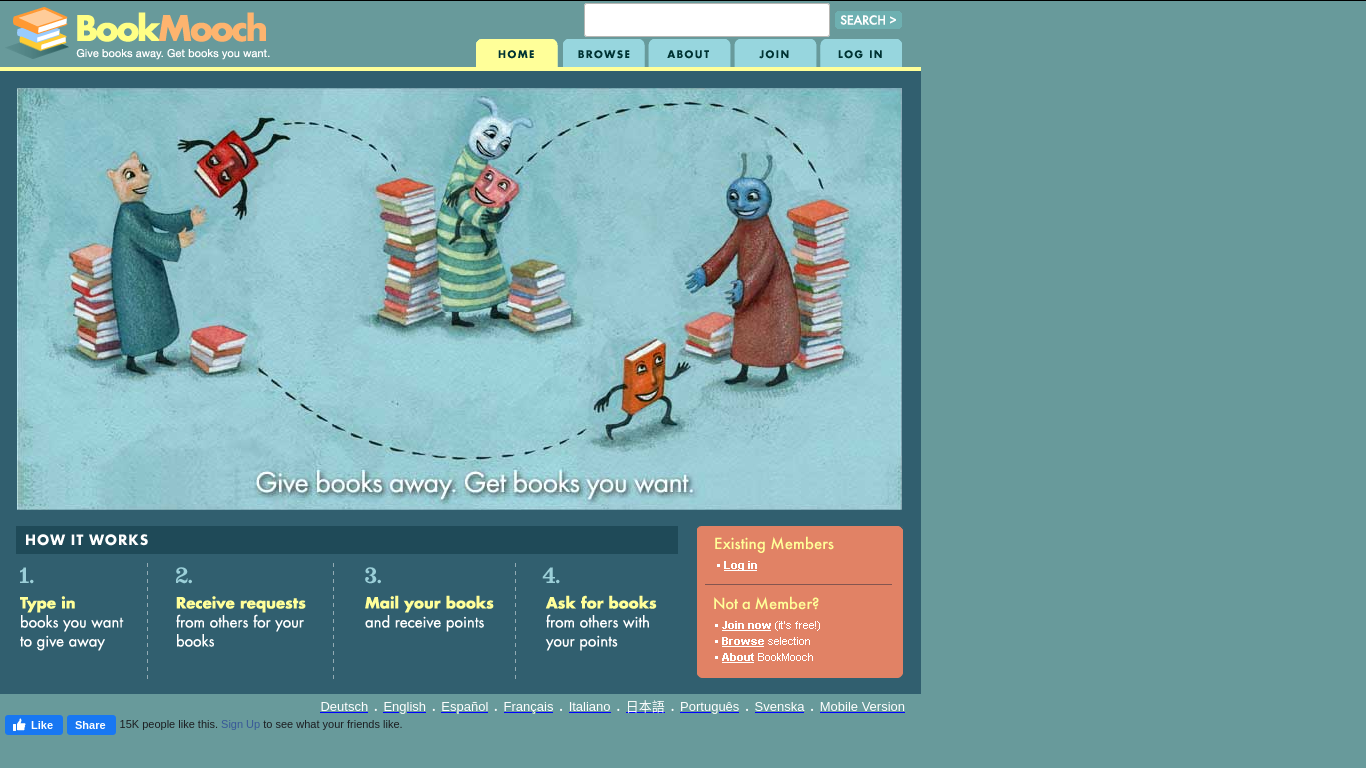 BookMooch
Give books away. Get books you want.
SEARCH >
HOME
BROWSE
ABOUT
JOIN
LOG IN
Give books away. Get books you want.
HOW IT WORKS
1.
Type in
books you want
to give away
2.
Receive requests
from others for your
books
3.
Mail your books
and receive points
4.
Ask for books
from others with
your points
Existing Members
▪ Log in
Not a Member?
▪ Join now (it's free!)
▪ Browse selection
▪ About BookMooch
Deutsch . English . Español . Français . Italiano . 日本語 . Português . Svenska . Mobile Version
Like Share 15K people like this. Sign Up to see what your friends like.